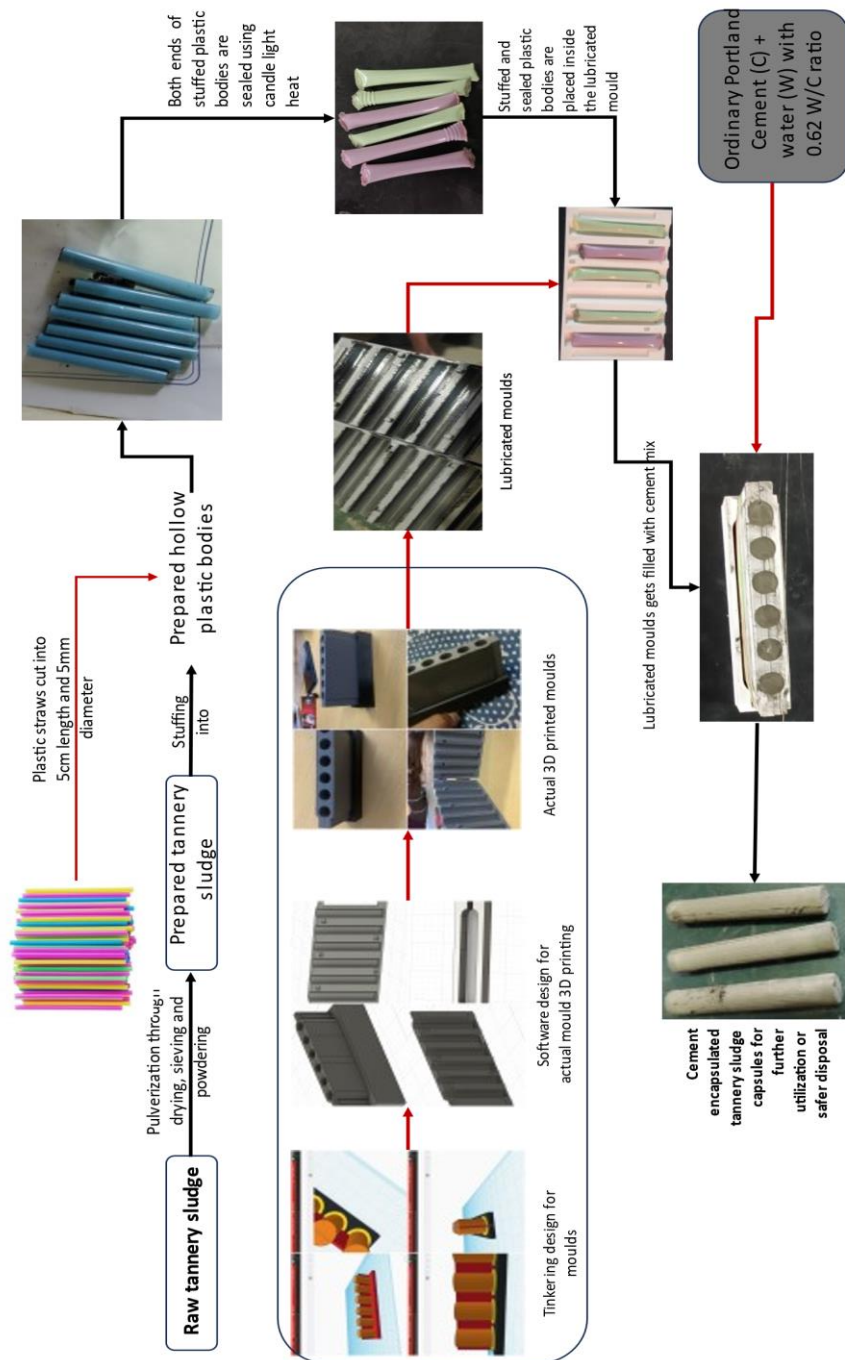 Plastic straws cut into
5cm length and 5mm
diameter
Raw tannery sludge
Pulverization through
drying, sieving and
powdering
Prepared tannery
sludge
Stuffing
into
Prepared hollow
plastic bodies
Both ends of
stuffed plastic
bodies are
sealed using
candle light
heat
Tinkering design for
moulds
Software design for
actual mould 3D printing
Actual 3D printed moulds
Lubricated moulds
Stuffed and
sealed plastic
bodies are
placed inside
the lubricated
mould
Cement
encapsulated
tannery sludge
capsules for
further
utilization or
safer disposal
Lubricated moulds gets filled with cement mix
Ordinary Portland
Cement (C) +
water (W) with
0.62 W/C ratio